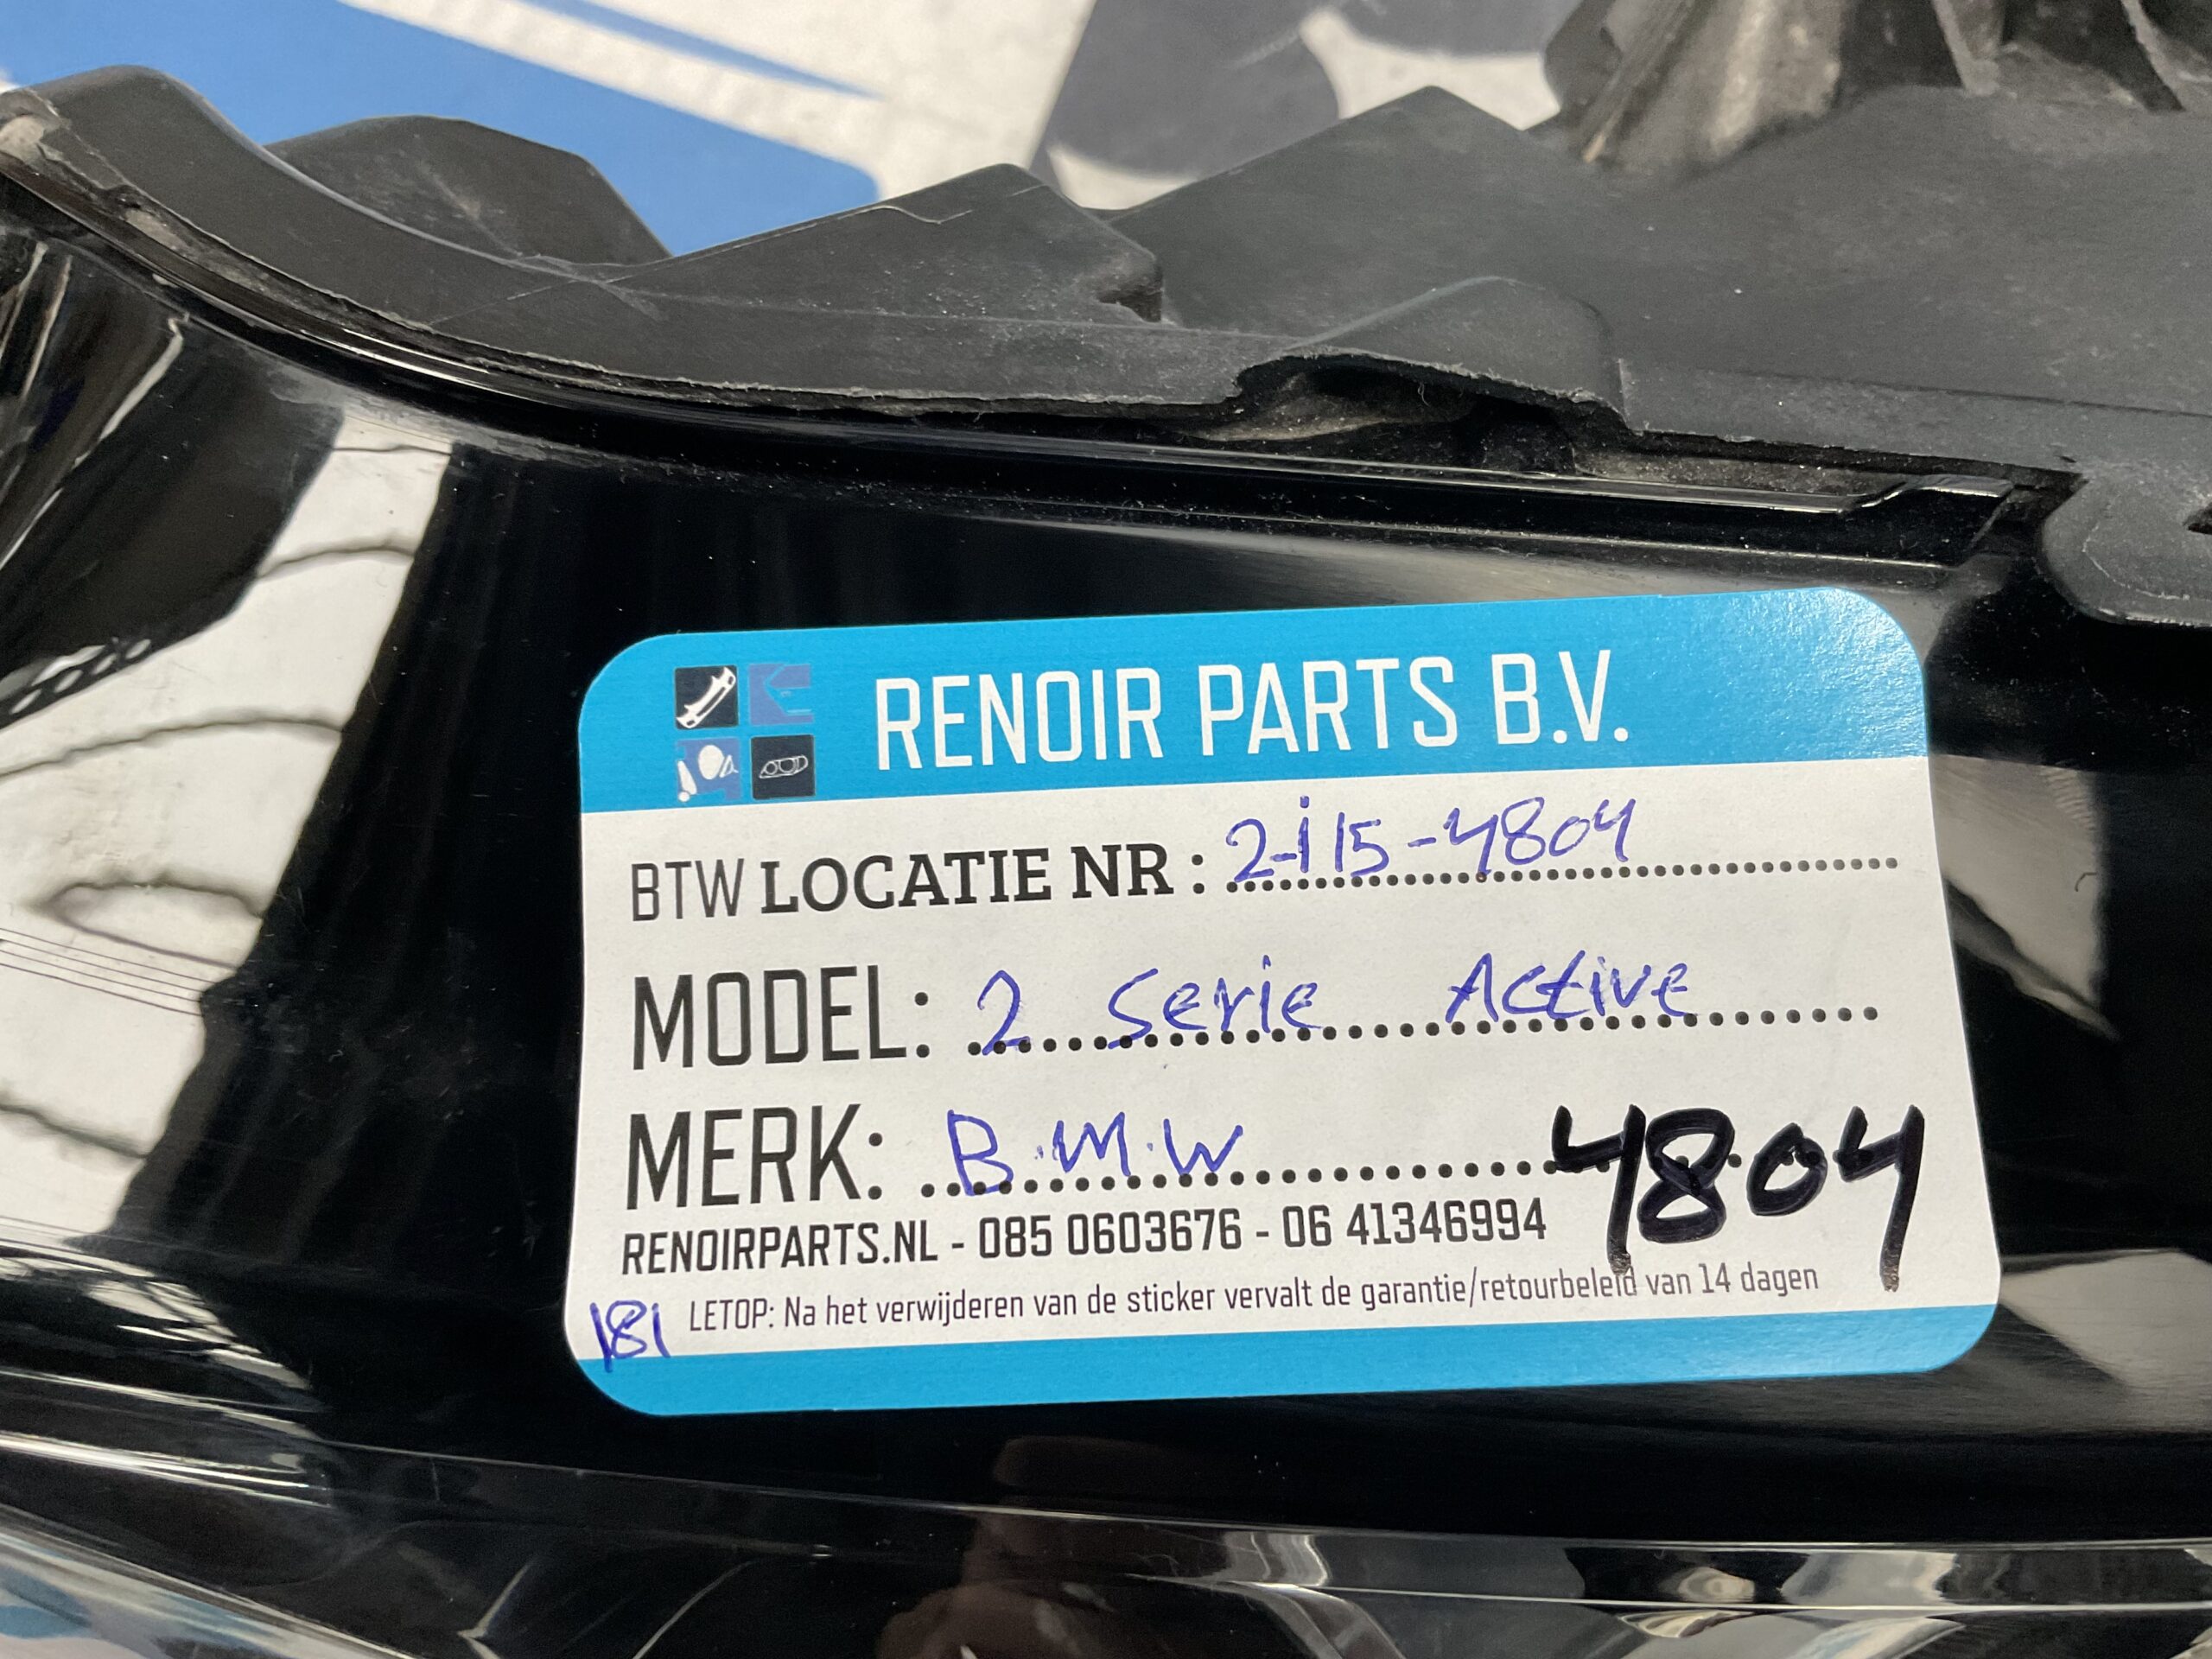 RENOIR PARTS B.V.
BTW LOCATIE NR : 2-i15-4804
MODEL: 2 Serie Active
MERK: B.M.W
4804
RENOIRPARTS.NL - 085 0603676 - 06 41346994
181 LETOP: Na het verwijderen van de sticker vervalt de garantie/retourbeleid van 14 dagen